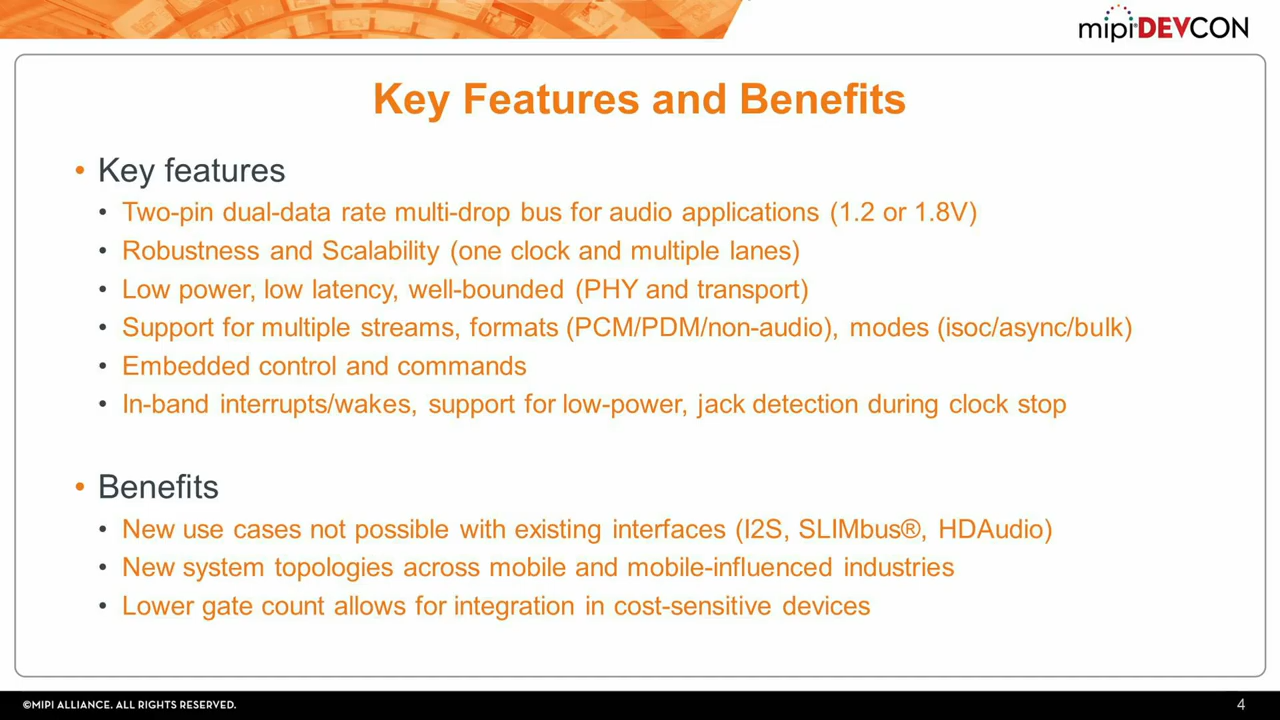 mipi DEVCON
Key Features and Benefits
• Key features
• Two-pin dual-data rate multi-drop bus for audio applications (1.2 or 1.8V)
• Robustness and Scalability (one clock and multiple lanes)
• Low power, low latency, well-bounded (PHY and transport)
• Support for multiple streams, formats (PCM/PDM/non-audio), modes (isoc/async/bulk)
• Embedded control and commands
• In-band interrupts/wakes, support for low-power, jack detection during clock stop
• Benefits
• New use cases not possible with existing interfaces (I2S, SLIMbus®, HDAudio)
• New system topologies across mobile and mobile-influenced industries
• Lower gate count allows for integration in cost-sensitive devices
©MIPI ALLIANCE. ALL RIGHTS RESERVED.
4